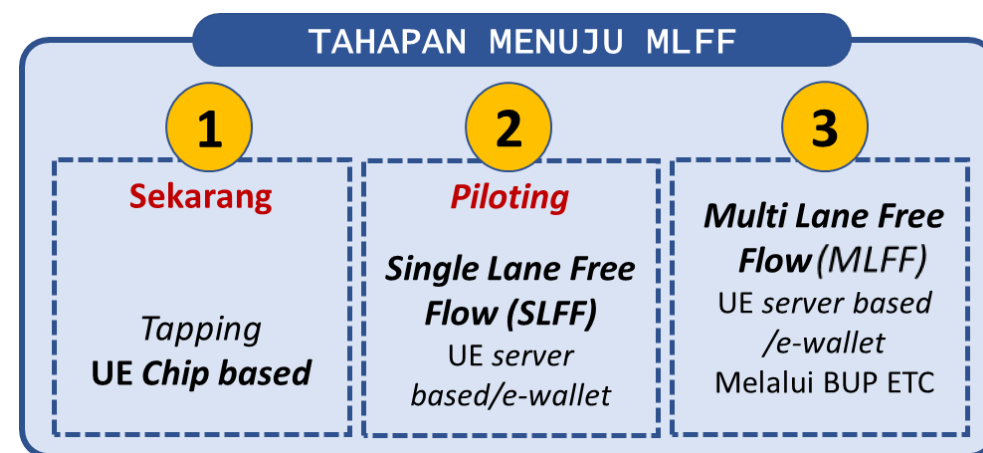 TAHAPAN MENUJU MLFF
1
Sekarang
Tapping
UE Chip based
2
Piloting
Single Lane Free
Flow (SLFF)
UE server
based/e-wallet
3
Multi Lane Free
Flow (MLFF)
UE server based
/e-wallet
Melalui BUP ETC